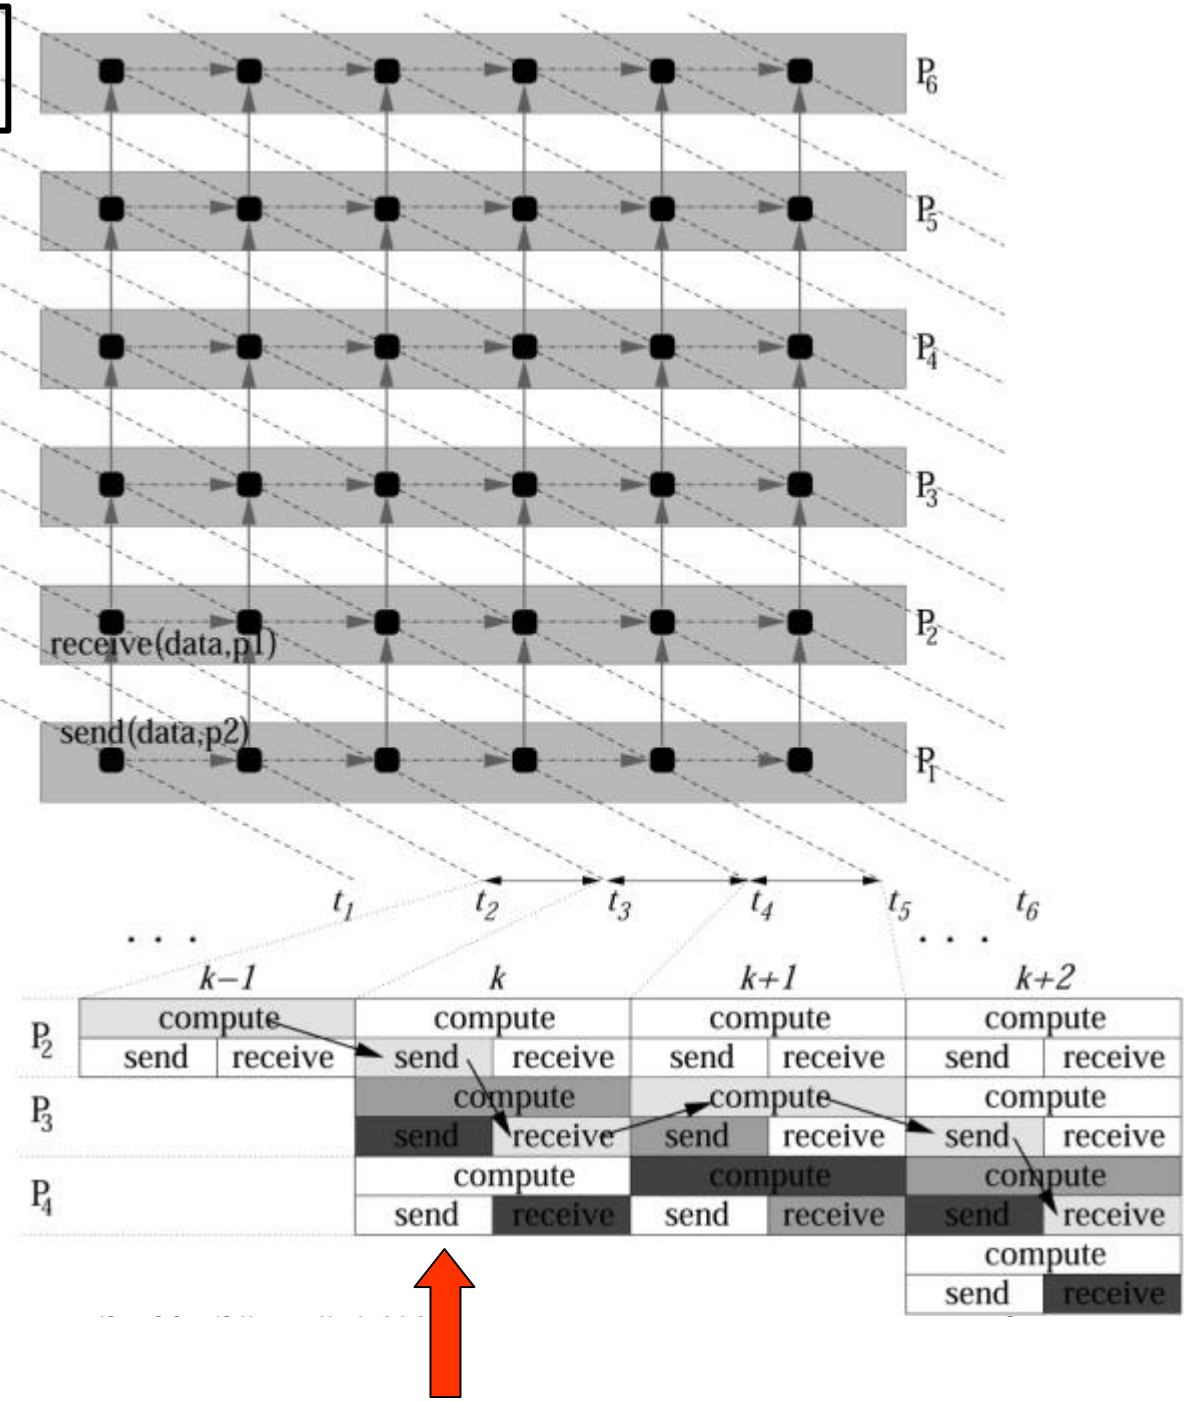 P6
P5
P4
P3
P2
receive(data,p1)
send(data,p2)
P1
t1 t2 t3 t4 t5 t6
. . . . . .
k−1 k k+1 k+2
P2 compute compute compute compute
send receive send receive send receive send receive
P3 compute compute compute
send receive send receive send receive
P4 compute compute compute
send receive send receive send receive
compute
send receive